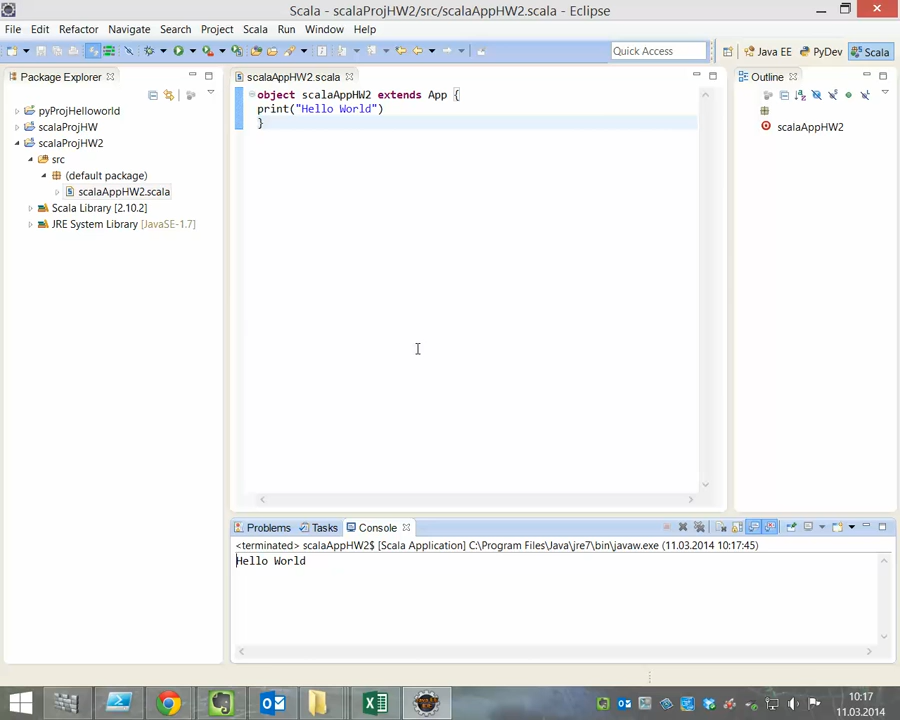 Scala - scalaProjHW2/src/scalaAppHW2.scala - Eclipse
File Edit Refactor Navigate Search Project Scala Run Window Help
Quick Access
Java EE PyDev Scala
Package Explorer
pyProjHelloworld
scalaProjHW
scalaProjHW2
src
(default package)
scalaAppHW2.scala
Scala Library [2.10.2]
JRE System Library [JavaSE-1.7]
scalaAppHW2.scala
object scalaAppHW2 extends App {
print("Hello World")
}
Outline
scalaAppHW2
Problems Tasks Console
<terminated> scalaAppHW2$ [Scala Application] C:\Program Files\Java\jre7\bin\javaw.exe (11.03.2014 10:17:45)
Hello World
10:17
11.03.2014